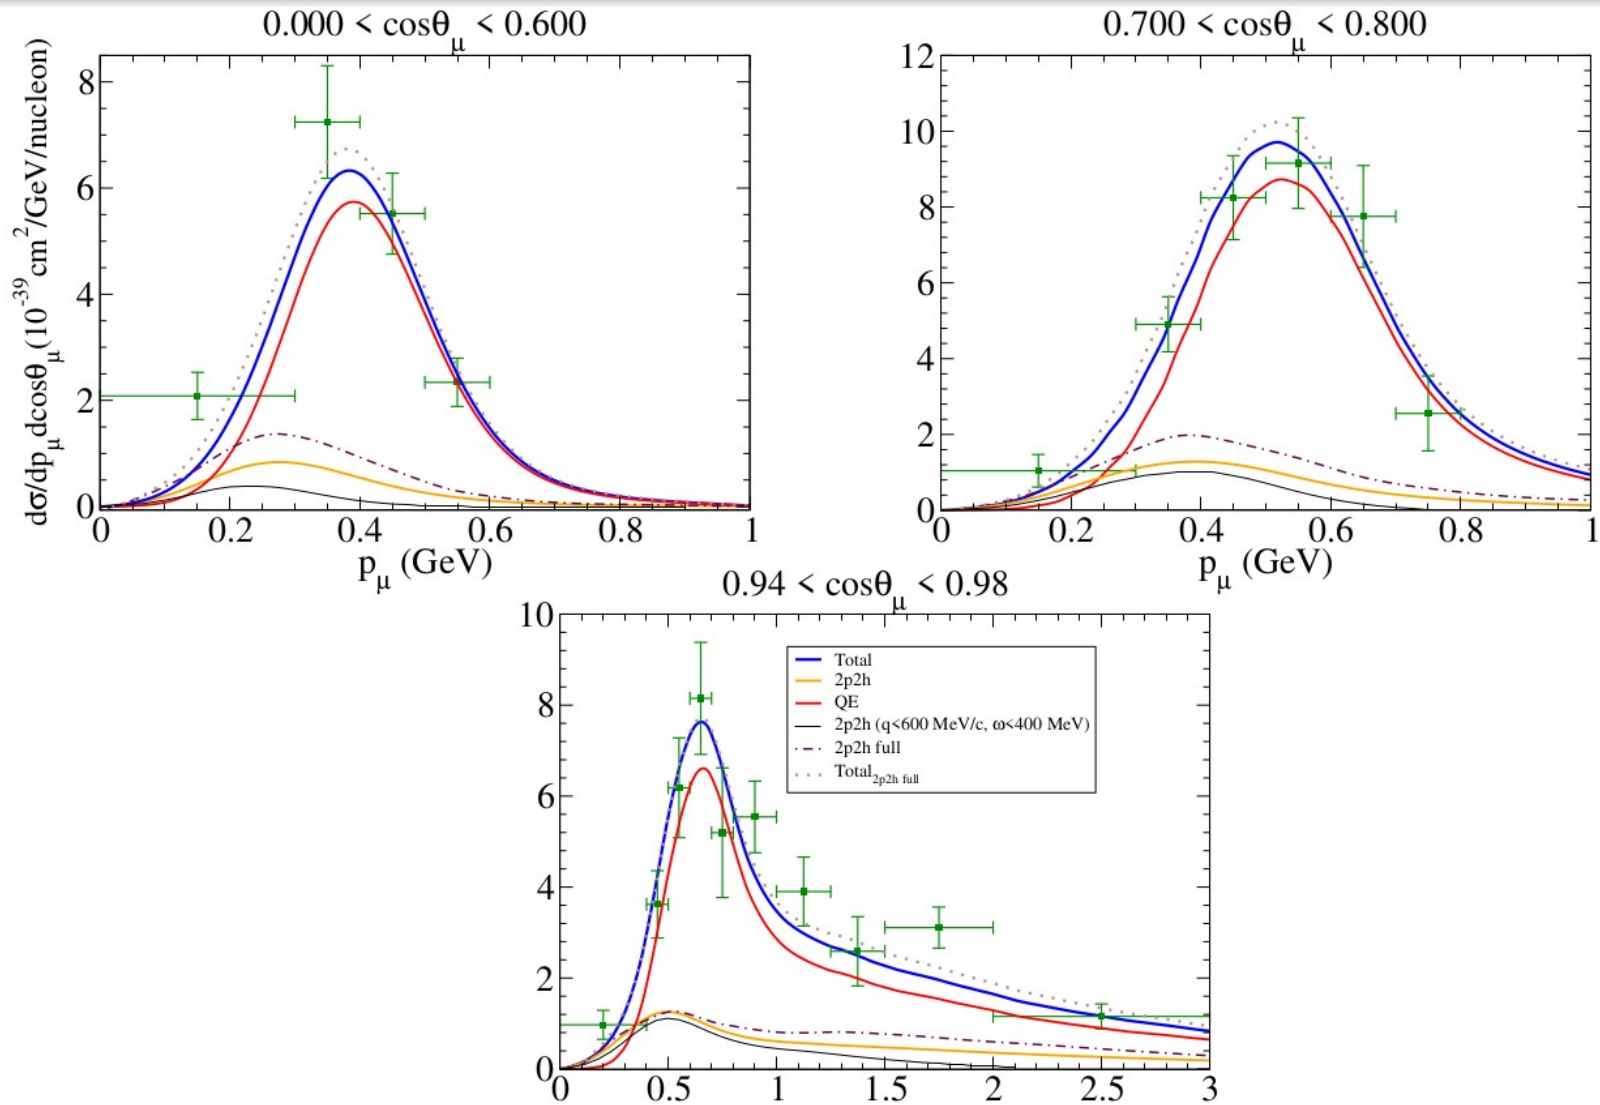 0.000 < cosθμ < 0.600
dσ/dpμ dcosθμ (10-39 cm2/GeV/nucleon)
8
6
4
2
0
0 0.2 0.4 0.6 0.8 1
pμ (GeV)
0.700 < cosθμ < 0.800
12
10
8
6
4
2
0
0 0.2 0.4 0.6 0.8 1
pμ (GeV)
0.94 < cosθμ < 0.98
10
8
6
4
2
0
0 0.5 1 1.5 2 2.5 3
Total
2p2h
QE
2p2h (q<600 MeV/c, ω<400 MeV)
2p2h full
Total2p2h full